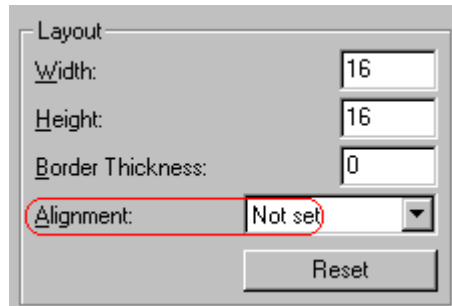 Layout
Width: 16
Height: 16
Border Thickness: 0
Alignment: Not set
Reset